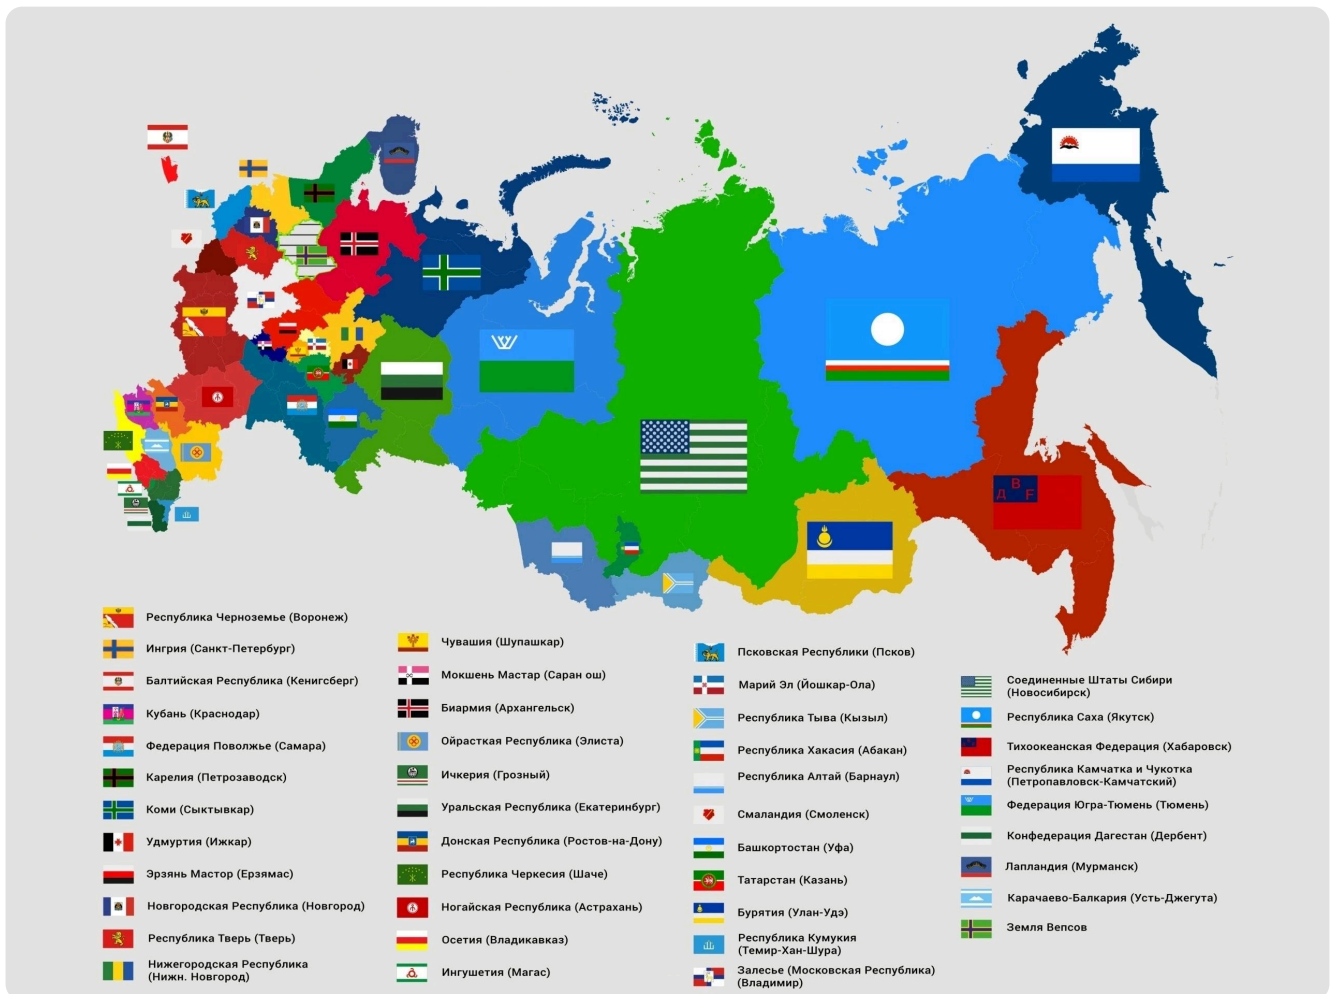 Д В F
Республика Черноземье (Воронеж)
Ингрия (Санкт-Петербург)
Балтийская Республика (Кенигсберг)
Кубань (Краснодар)
Федерация Поволжье (Самара)
Карелия (Петрозаводск)
Коми (Сыктывкар)
Удмуртия (Ижкар)
Эрзянь Мастор (Ерзямас)
Новгородская Республика (Новгород)
Республика Тверь (Тверь)
Нижегородская Республика
(Нижн. Новгород)
Чувашия (Шупашкар)
Мокшень Мастар (Саран ош)
Биармия (Архангельск)
Ойрасткая Республика (Элиста)
Ичкерия (Грозный)
Уральская Республика (Екатеринбург)
Донская Республика (Ростов-на-Дону)
Республика Черкесия (Шаче)
Ногайская Республика (Астрахань)
Осетия (Владикавказ)
Ингушетия (Магас)
Псковская Республики (Псков)
Марий Эл (Йошкар-Ола)
Республика Тыва (Кызыл)
Республика Хакасия (Абакан)
Республика Алтай (Барнаул)
Смаландия (Смоленск)
Башкортостан (Уфа)
Татарстан (Казань)
Бурятия (Улан-Удэ)
Республика Кумукия
(Темир-Хан-Шура)
Залесье (Московская Республика)
(Владимир)
Соединенные Штаты Сибири
(Новосибирск)
Республика Саха (Якутск)
Тихоокеанская Федерация (Хабаровск)
Республика Камчатка и Чукотка
(Петропавловск-Камчатский)
Федерация Югра-Тюмень (Тюмень)
Конфедерация Дагестан (Дербент)
Лапландия (Мурманск)
Карачаево-Балкария (Усть-Джегута)
Земля Вепсов